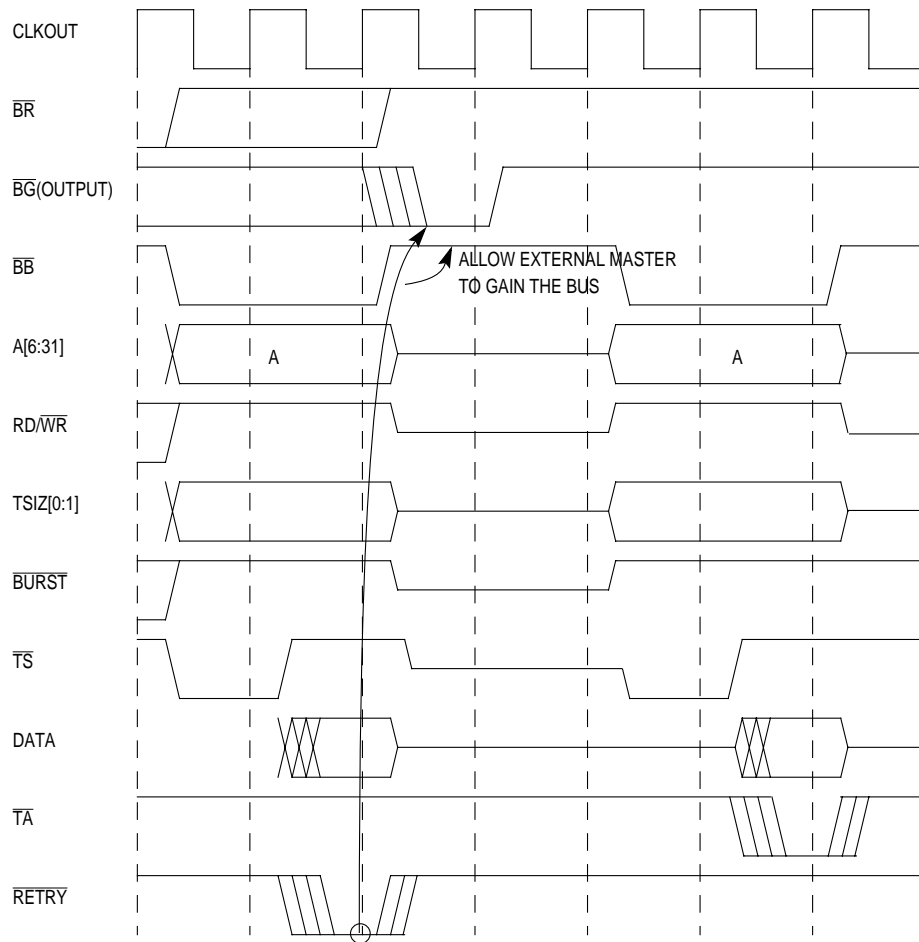 CLKOUT
BR
BG(OUTPUT)
BB
ALLOW EXTERNAL MASTER
TO GAIN THE BUS
A[6:31]
A
A
RD/WR
TSIZ[0:1]
BURST
TS
DATA
TA
RETRY